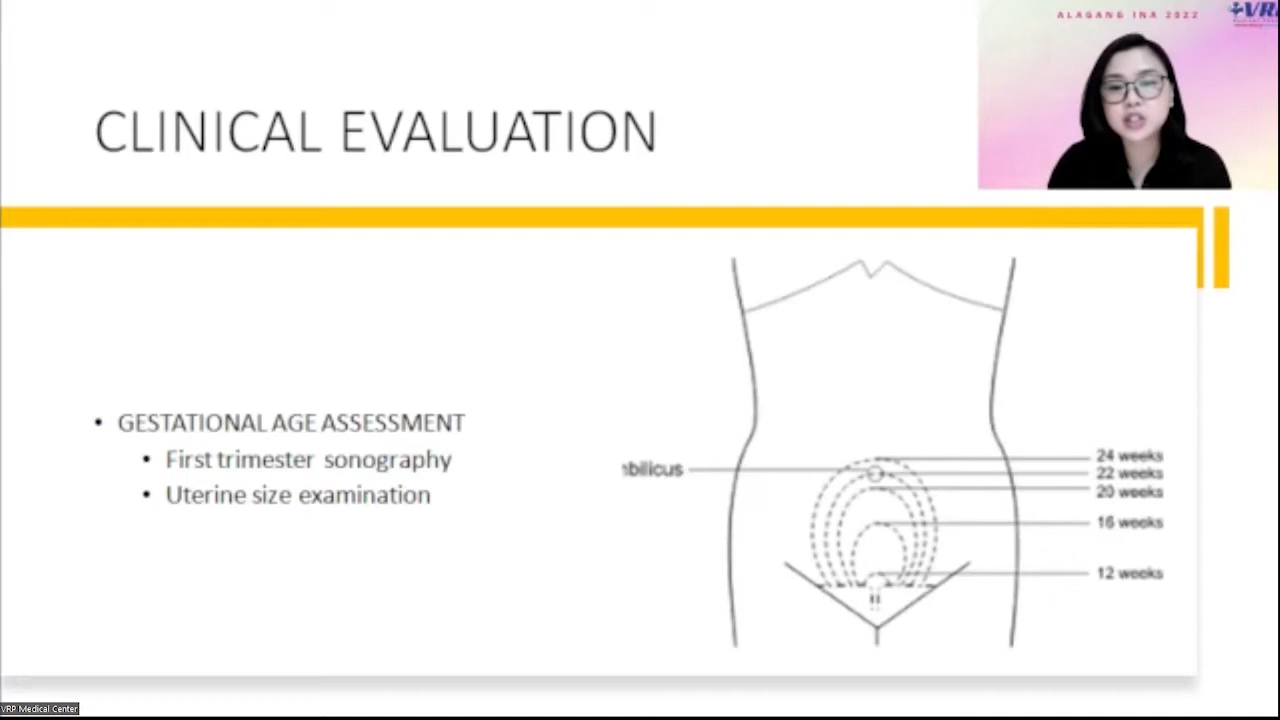 ALAGANG INA 2022
VR
CLINICAL EVALUATION
• GESTATIONAL AGE ASSESSMENT
• First trimester sonography
• Uterine size examination
bilicus
24 weeks
22 weeks
20 weeks
16 weeks
12 weeks
VRP Medical Center